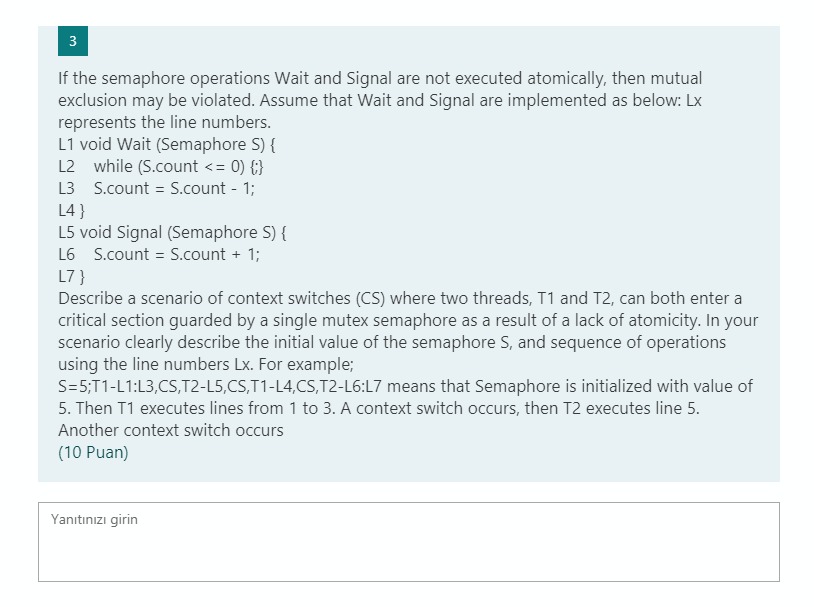 3
If the semaphore operations Wait and Signal are not executed atomically, then mutual
exclusion may be violated. Assume that Wait and Signal are implemented as below: Lx
represents the line numbers.
L1 void Wait (Semaphore S) {
L2 while (S.count <= 0) {;}
L3 S.count = S.count - 1;
L4 }
L5 void Signal (Semaphore S) {
L6 S.count = S.count + 1;
L7 }
Describe a scenario of context switches (CS) where two threads, T1 and T2, can both enter a
critical section guarded by a single mutex semaphore as a result of a lack of atomicity. In your
scenario clearly describe the initial value of the semaphore S, and sequence of operations
using the line numbers Lx. For example;
S=5;T1-L1:L3,CS,T2-L5,CS,T1-L4,CS,T2-L6:L7 means that Semaphore is initialized with value of
5. Then T1 executes lines from 1 to 3. A context switch occurs, then T2 executes line 5.
Another context switch occurs
(10 Puan)
Yanıtınızı girin